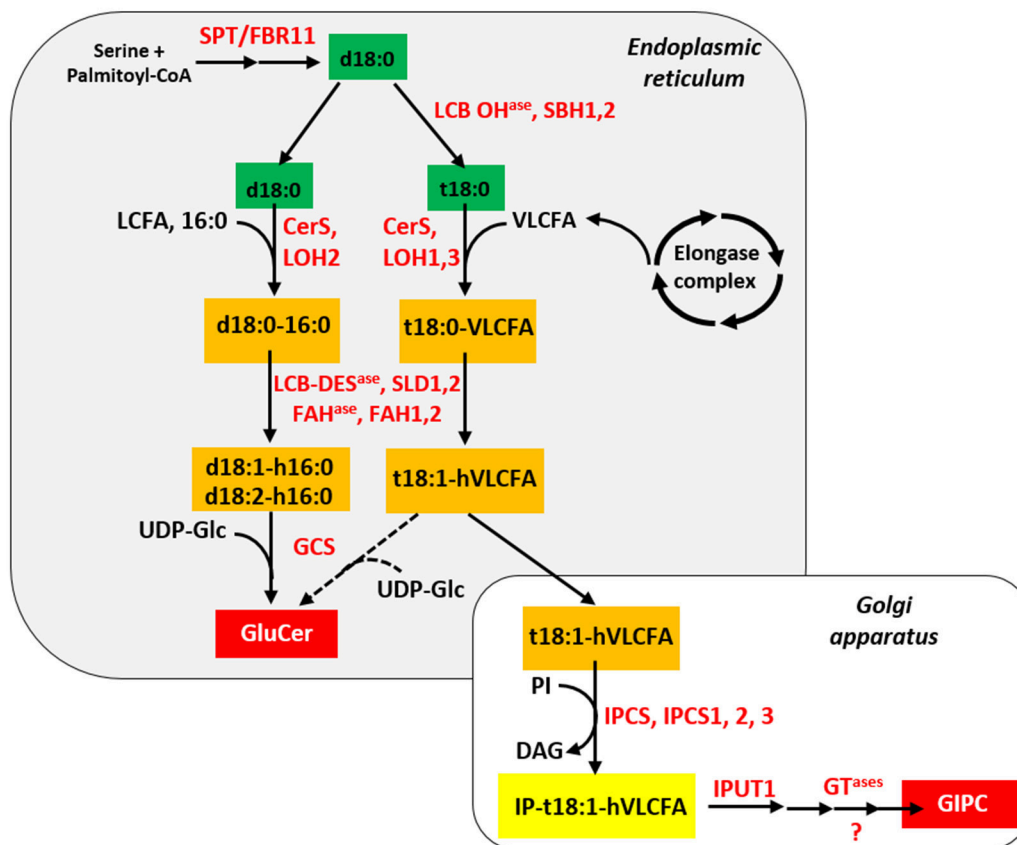 SPT/FBR11
Serine +
Palmitoyl-CoA
d18:0
Endoplasmic
reticulum
LCB OHase, SBH1,2
d18:0
t18:0
LCFA, 16:0
CerS,
LOH2
CerS,
LOH1,3
VLCFA
Elongase
complex
d18:0-16:0
t18:0-VLCFA
LCB-DESase, SLD1,2
FAHase, FAH1,2
d18:1-h16:0
d18:2-h16:0
t18:1-hVLCFA
UDP-Glc
GCS
UDP-Glc
GluCer
Golgi
apparatus
t18:1-hVLCFA
PI
IPCS, IPCS1, 2, 3
DAG
IP-t18:1-hVLCFA
IPUT1
GTases
?
GIPC